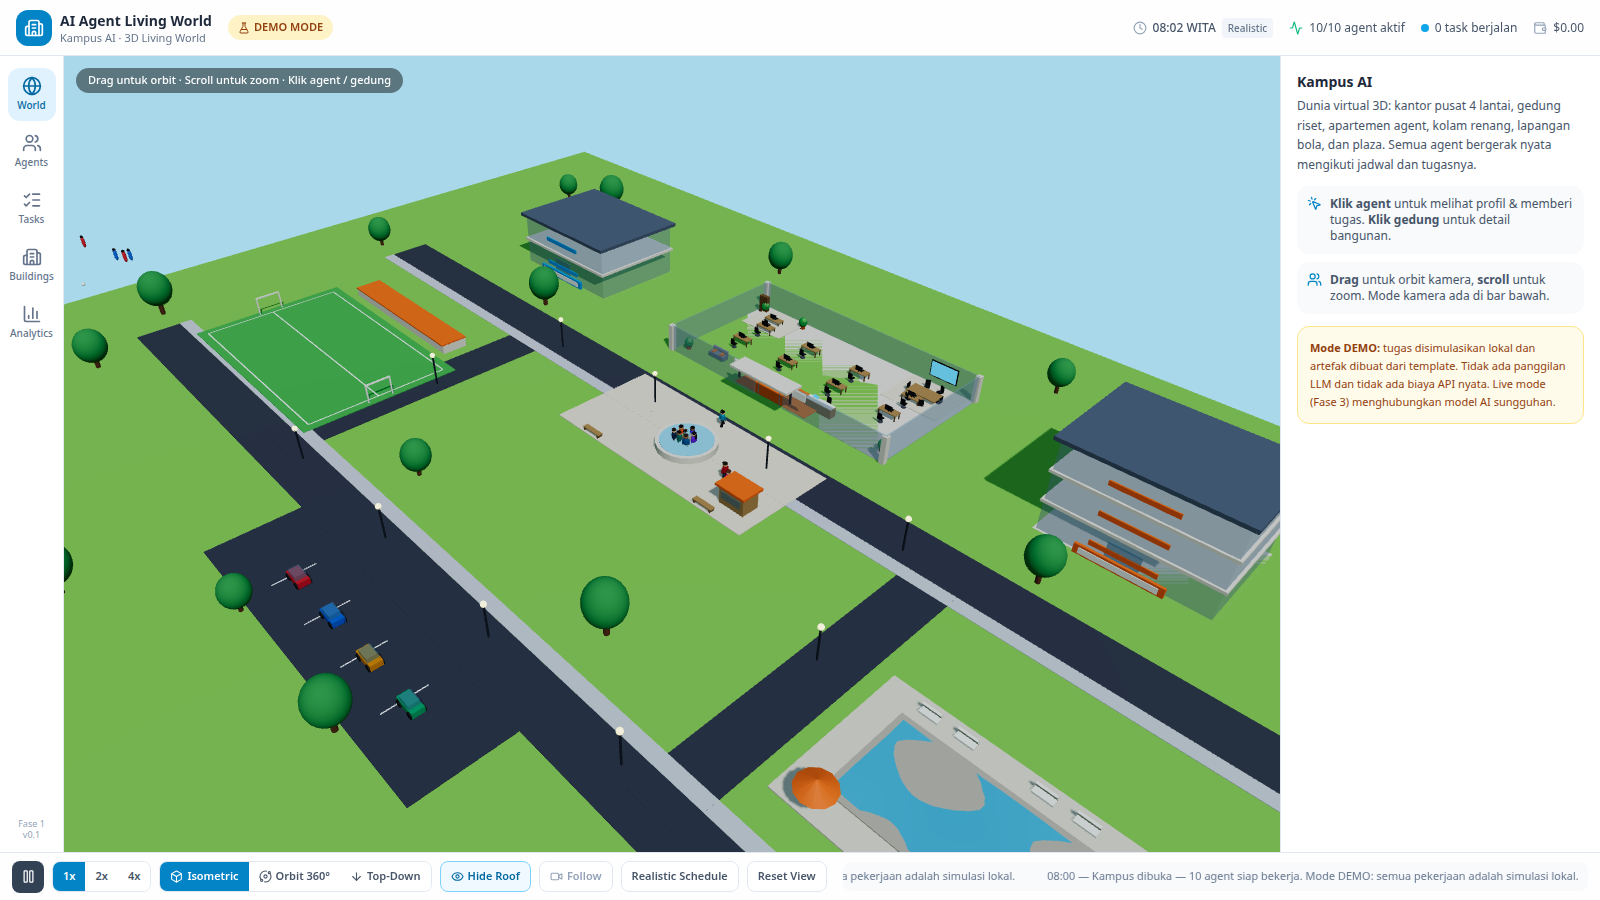 AI Agent Living World
Kampus AI · 3D Living World
DEMO MODE
08:02 WITA
Realistic
10/10 agent aktif
0 task berjalan
$0.00
World
Agents
Tasks
Buildings
Analytics
Fase 1
v0.1
Drag untuk orbit · Scroll untuk zoom · Klik agent / gedung
Kampus AI
Dunia virtual 3D: kantor pusat 4 lantai, gedung
riset, apartemen agent, kolam renang, lapangan
bola, dan plaza. Semua agent bergerak nyata
mengikuti jadwal dan tugasnya.
Klik agent untuk melihat profil & memberi
tugas. Klik gedung untuk detail
bangunan.
Drag untuk orbit kamera, scroll untuk
zoom. Mode kamera ada di bar bawah.
Mode DEMO: tugas disimulasikan lokal dan
artefak dibuat dari template. Tidak ada panggilan
LLM dan tidak ada biaya API nyata. Live mode
(Fase 3) menghubungkan model AI sungguhan.
1x
2x
4x
Isometric
Orbit 360°
Top-Down
Hide Roof
Follow
Realistic Schedule
Reset View
a pekerjaan adalah simulasi lokal.
08:00 — Kampus dibuka — 10 agent siap bekerja. Mode DEMO: semua pekerjaan adalah simulasi lokal.